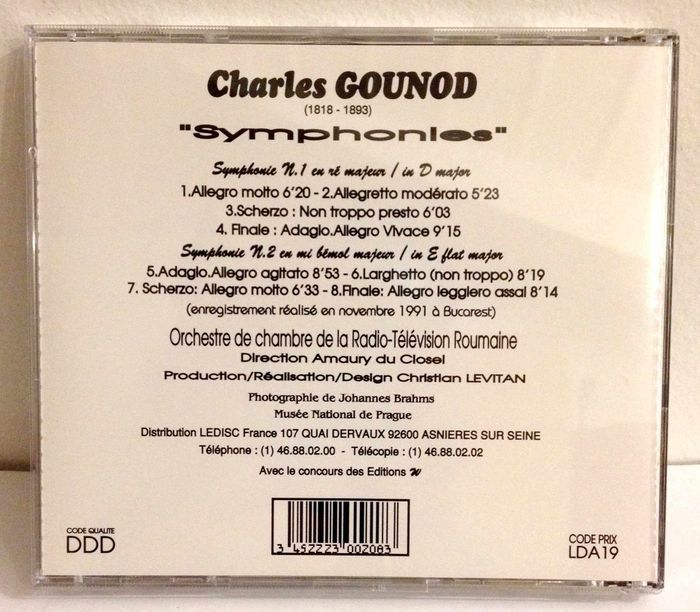 Charles GOUNOD
(1818 - 1893)
"Symphonies"
Symphonie N.1 en ré majeur / in D major
1.Allegro molto 6'20 - 2.Allegretto modérato 5'23
3.Scherzo : Non troppo presto 6'03
4. Finale : Adagio.Allegro Vivace 9'15
Symphonie N.2 en mi bémol majeur / in E flat major
5.Adagio.Allegro agitato 8'53 - 6.Larghetto (non troppo) 8'19
7. Scherzo: Allegro molto 6'33 - 8.Finale: Allegro leggiero assai 8'14
(enregistrement réalisé en novembre 1991 à Bucarest)
Orchestre de chambre de la Radio-Télévision Roumaine
Direction Amaury du Closel
Production/Réalisation/Design Christian LEVITAN
Photographie de Johannes Brahms
Musée National de Prague
Distribution LEDISC France 107 QUAI DERVAUX 92600 ASNIERES SUR SEINE
Téléphone : (1) 46.88.02.00 - Télécopie : (1) 46.88.02.02
Avec le concours des Editions W
CODE QUALITE
DDD
3 452223 002083
CODE PRIX
LDA19